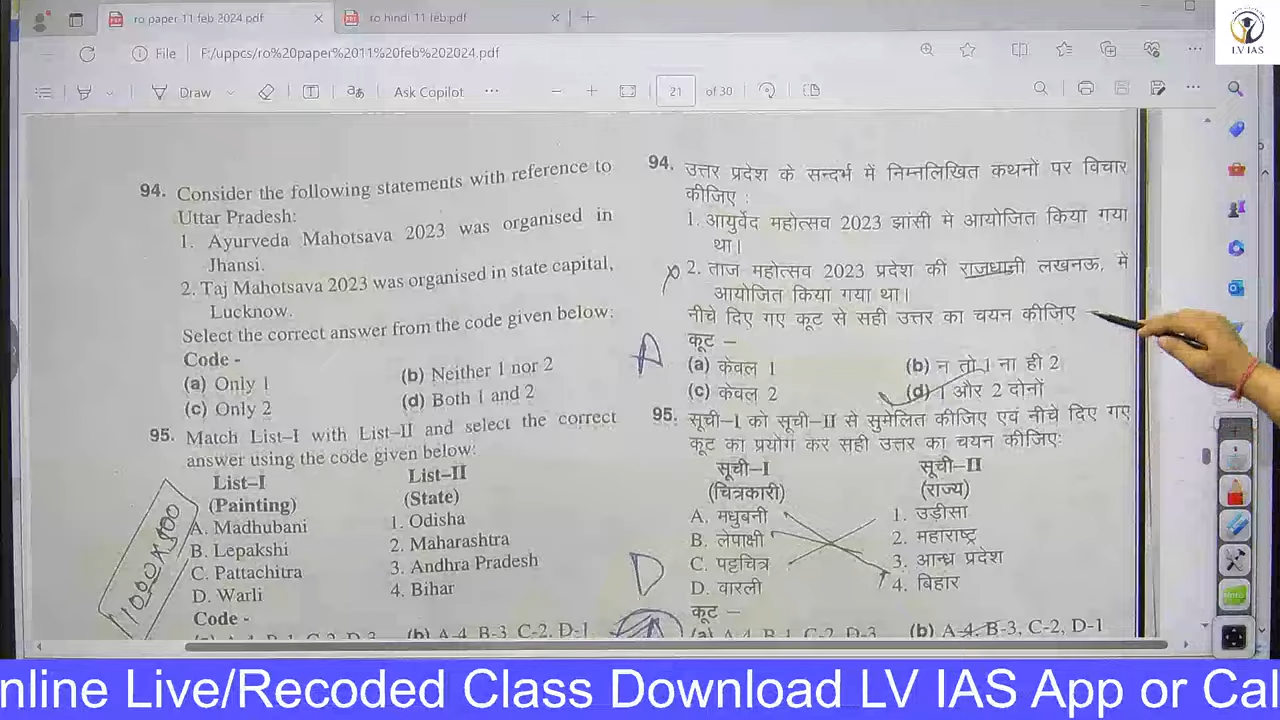 ro paper 11 feb 2024.pdf
ro hindi 11 feb.pdf
LV IAS
File F:/uppcs/ro%20paper%2011%20feb%202024.pdf
Draw
Ask Copilot
21 of 30
94. Consider the following statements with reference to
Uttar Pradesh:
1. Ayurveda Mahotsava 2023 was organised in
Jhansi.
2. Taj Mahotsava 2023 was organised in state capital,
Lucknow.
Select the correct answer from the code given below:
Code -
(a) Only 1 (b) Neither 1 nor 2
(c) Only 2 (d) Both 1 and 2
95. Match List–I with List–II and select the correct
answer using the code given below:
List–I List–II
(Painting) (State)
A. Madhubani 1. Odisha
B. Lepakshi 2. Maharashtra
C. Pattachitra 3. Andhra Pradesh
D. Warli 4. Bihar
Code -
(b) A-4, B-3, C-2, D-1
94. उत्तर प्रदेश के सन्दर्भ में निम्नलिखित कथनों पर विचार
कीजिए :
1. आयुर्वेद महोत्सव 2023 झांसी मे आयोजित किया गया
था।
2. ताज महोत्सव 2023 प्रदेश की राजधानी लखनऊ, में
आयोजित किया गया था।
नीचे दिए गए कूट से सही उत्तर का चयन कीजिए
कूट –
A
(a) केवल 1 (b) न तो 1 ना ही 2
(c) केवल 2 (d) 1 और 2 दोनों
95. सूची–I को सूची–II से सुमेलित कीजिए एवं नीचे दिए गए
कूट का प्रयोग कर सही उत्तर का चयन कीजिएः
सूची–I सूची–II
(चित्रकारी) (राज्य)
A. मधुबनी 1. उड़ीसा
B. लेपाक्षी 2. महाराष्ट्र
C. पट्टचित्र 3. आन्ध्र प्रदेश
D. वारली 4. बिहार
D
कूट –
(b) A-4, B-3, C-2, D-1
nline Live/Recoded Class Download LV IAS App or Cal